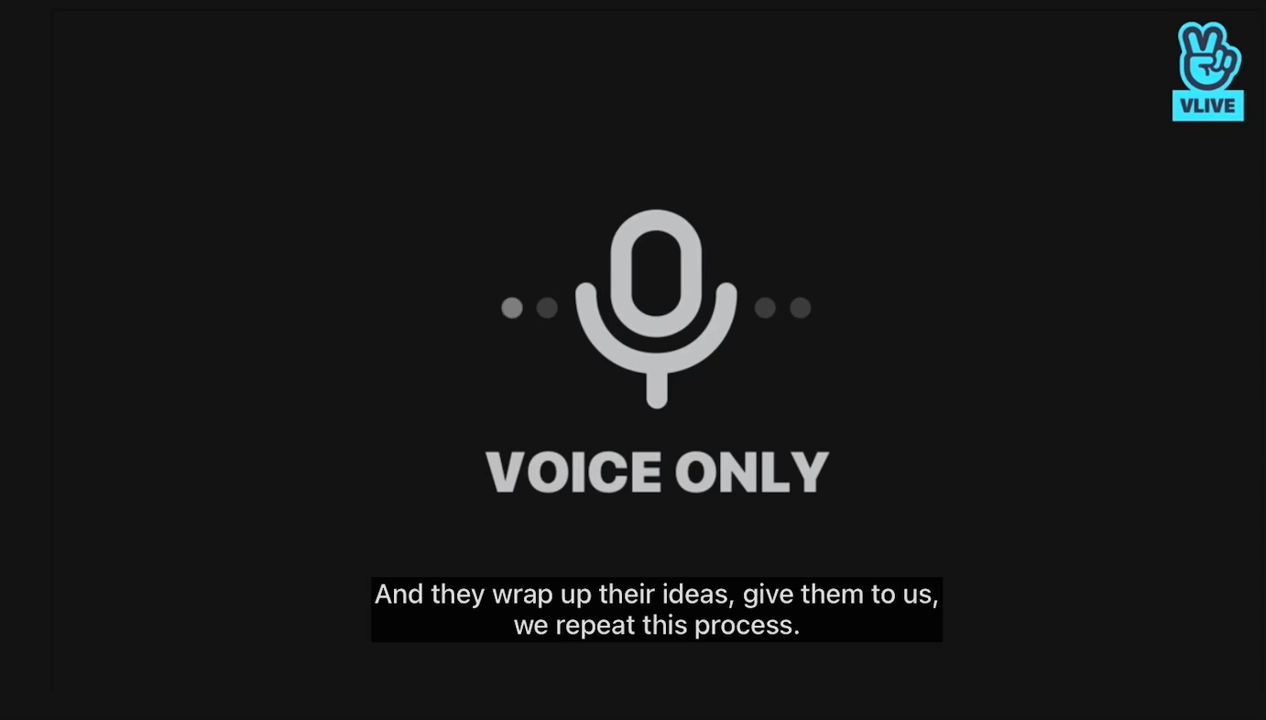 VLIVE
VOICE ONLY
And they wrap up their ideas, give them to us,
we repeat this process.